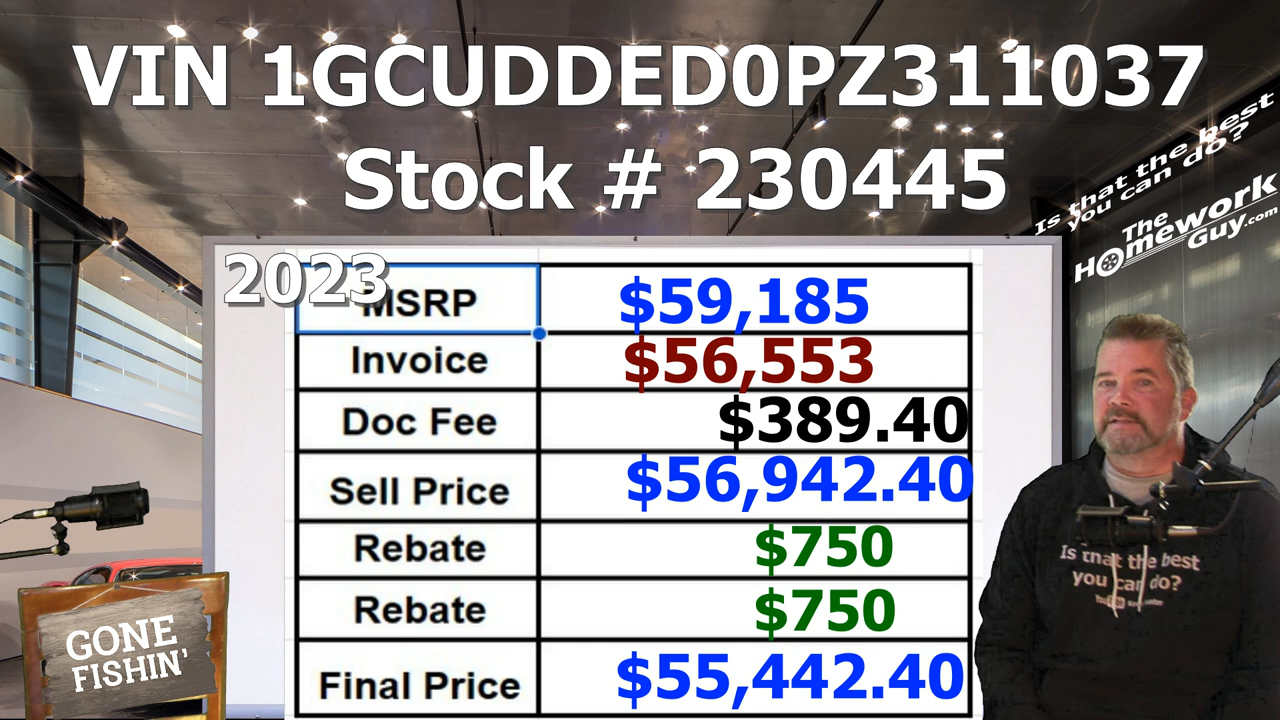 VIN 1GCUDDED0PZ311037
Stock # 230445
Is that the best
you can do?
The
Homework
Guy.com
2023
MSRP $59,185
Invoice $56,553
Doc Fee $389.40
Sell Price $56,942.40
Rebate $750
Rebate $750
Final Price $55,442.40
Is that the best
you can do?
GONE
FISHIN'